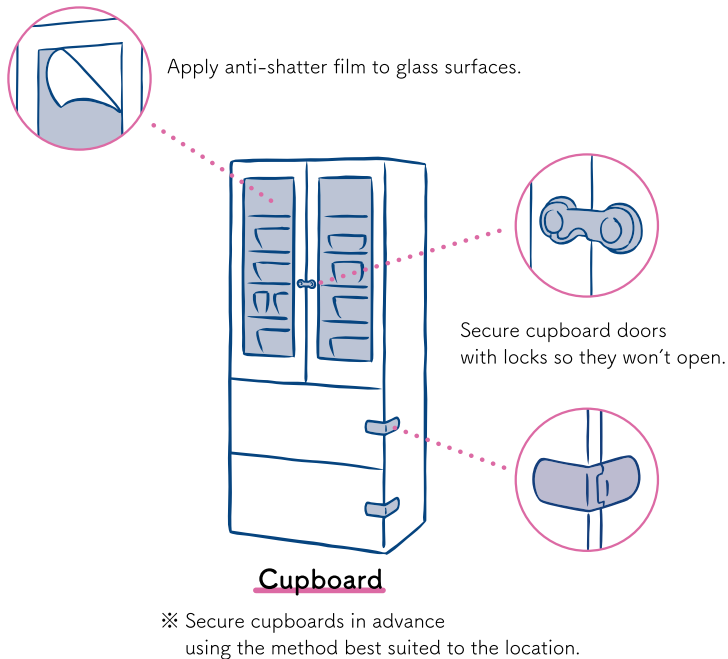 Apply anti-shatter film to glass surfaces.
Secure cupboard doors
with locks so they won't open.
Cupboard
※ Secure cupboards in advance
using the method best suited to the location.